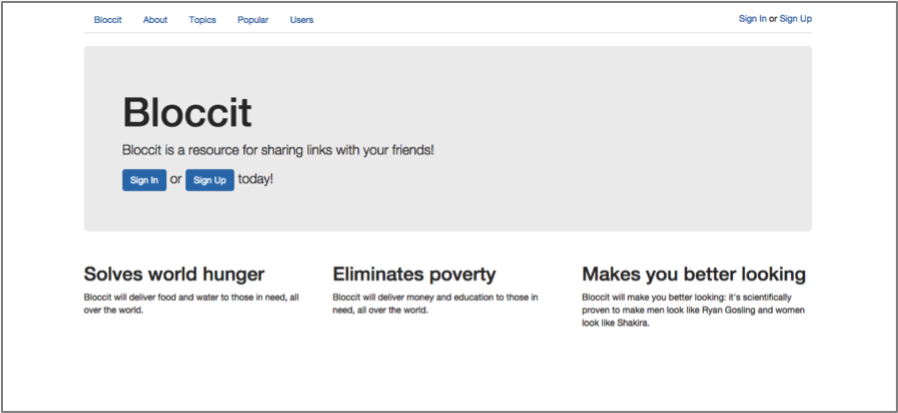 Bloccit About Topics Popular Users Sign In or Sign Up
Bloccit
Bloccit is a resource for sharing links with your friends!
Sign In or Sign Up today!
Solves world hunger
Bloccit will deliver food and water to those in need, all
over the world.
Eliminates poverty
Bloccit will deliver money and education to those in
need, all over the world.
Makes you better looking
Bloccit will make you better looking: it's scientifically
proven to make men look like Ryan Gosling and women
look like Shakira.